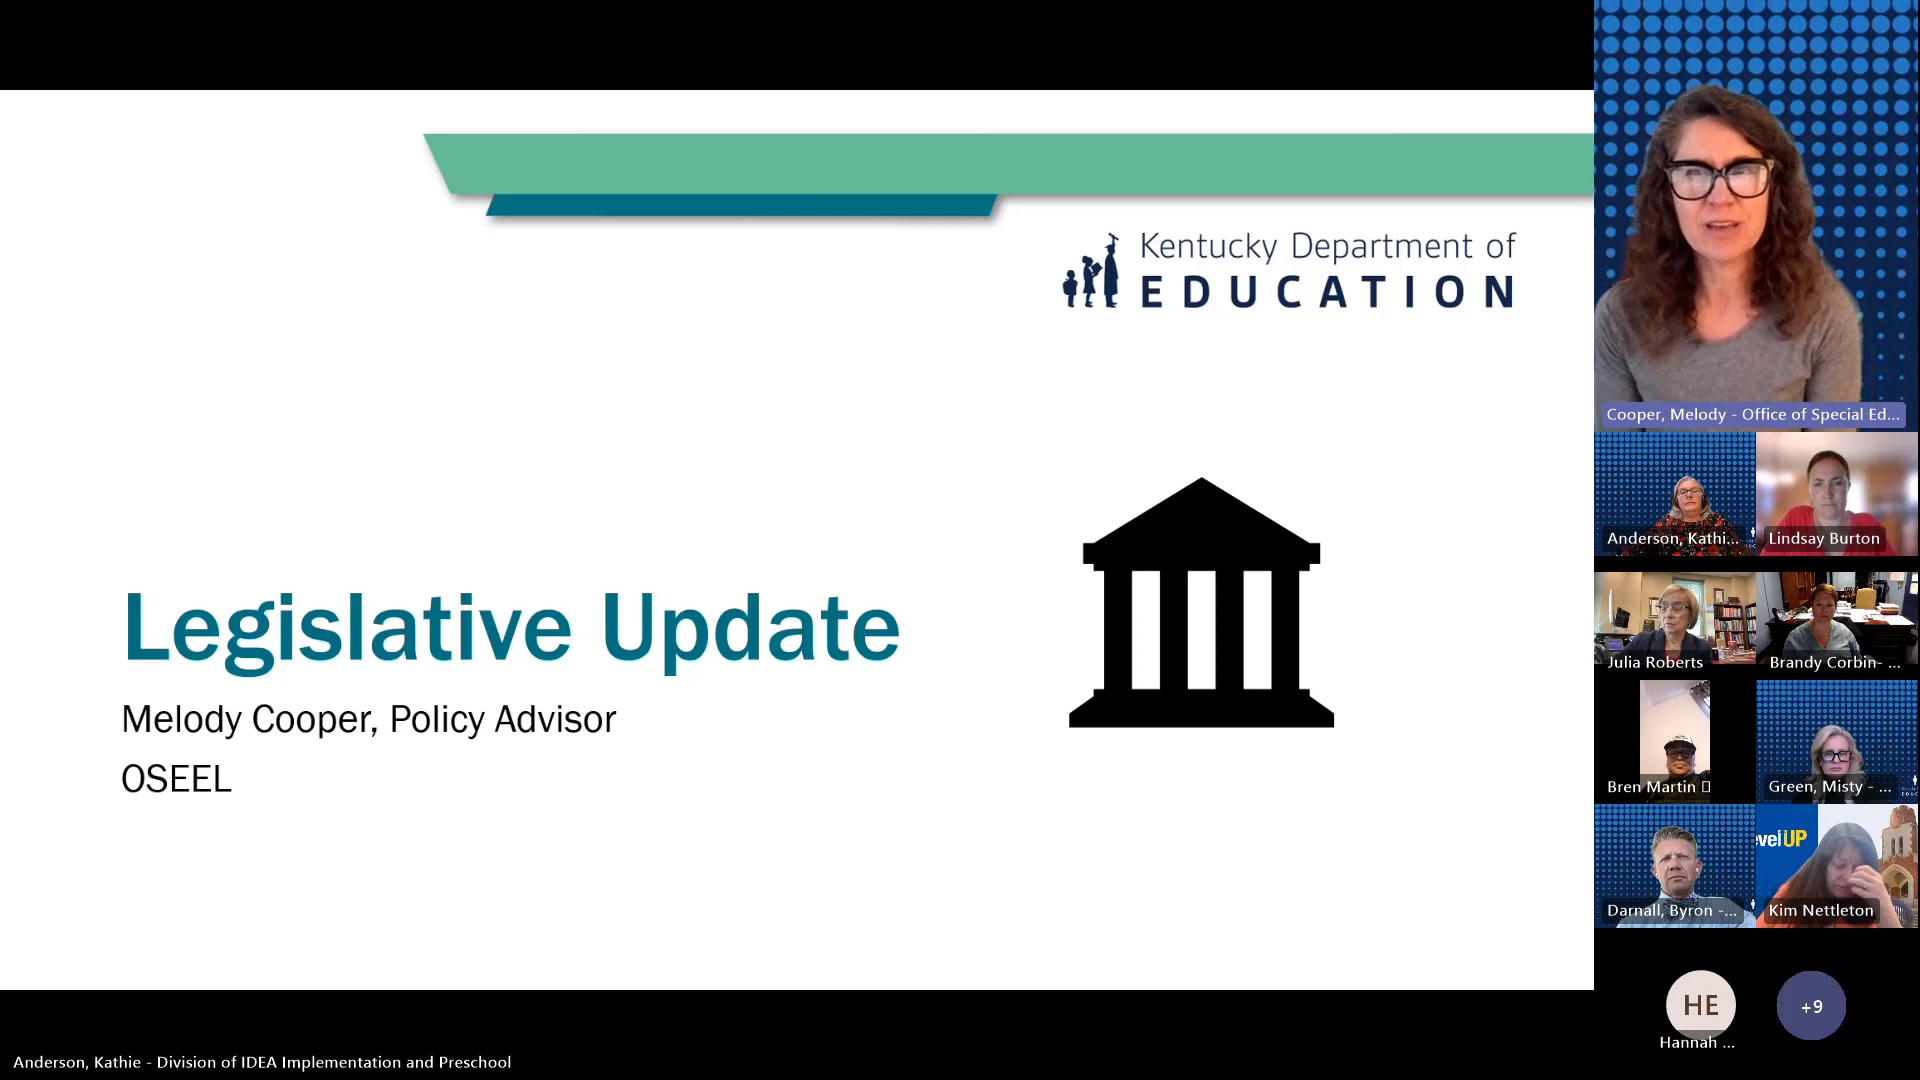 Kentucky Department of
EDUCATION
Legislative Update
Melody Cooper, Policy Advisor
OSEEL
Cooper, Melody - Office of Special Ed...
Anderson, Kathi...
Lindsay Burton
Julia Roberts
Brandy Corbin- ...
Bren Martin
Green, Misty - ...
evelUP
Darnall, Byron -...
Kim Nettleton
HE
+9
Hannah ...
Anderson, Kathie - Division of IDEA Implementation and Preschool